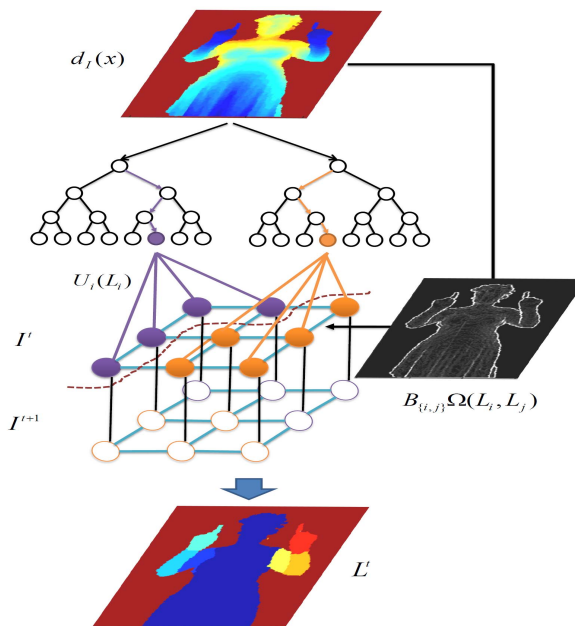 d_I(x)
U_i(L_i)
I^t
I^{t+1}
B_{\{i,j\}}Ω(L_i, L_j)
L^t